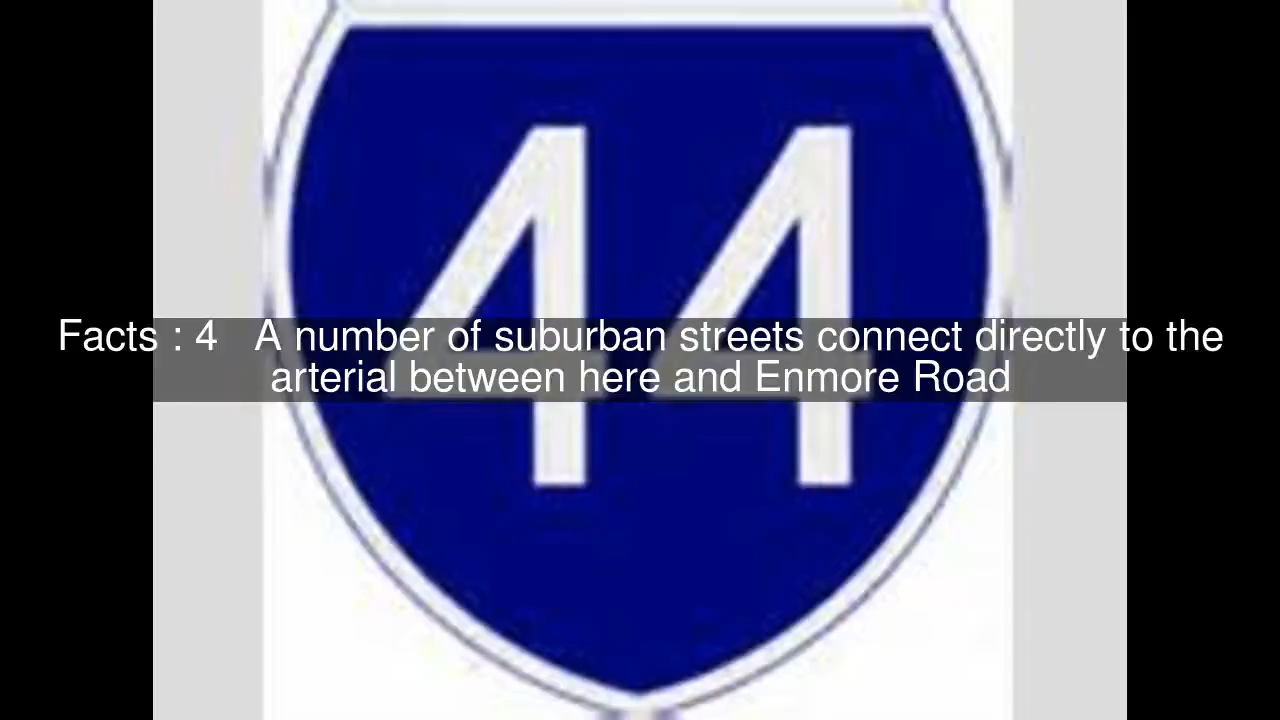 44
Facts : 4   A number of suburban streets connect directly to the
arterial between here and Enmore Road